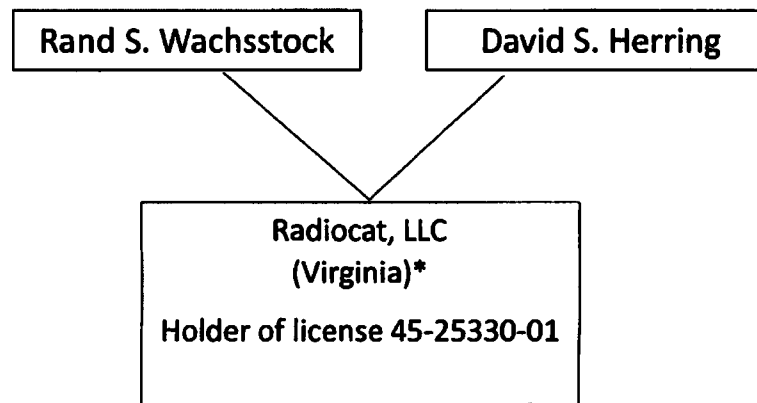 Rand S. Wachsstock
David S. Herring
Radiocat, LLC
(Virginia)*
Holder of license 45-25330-01